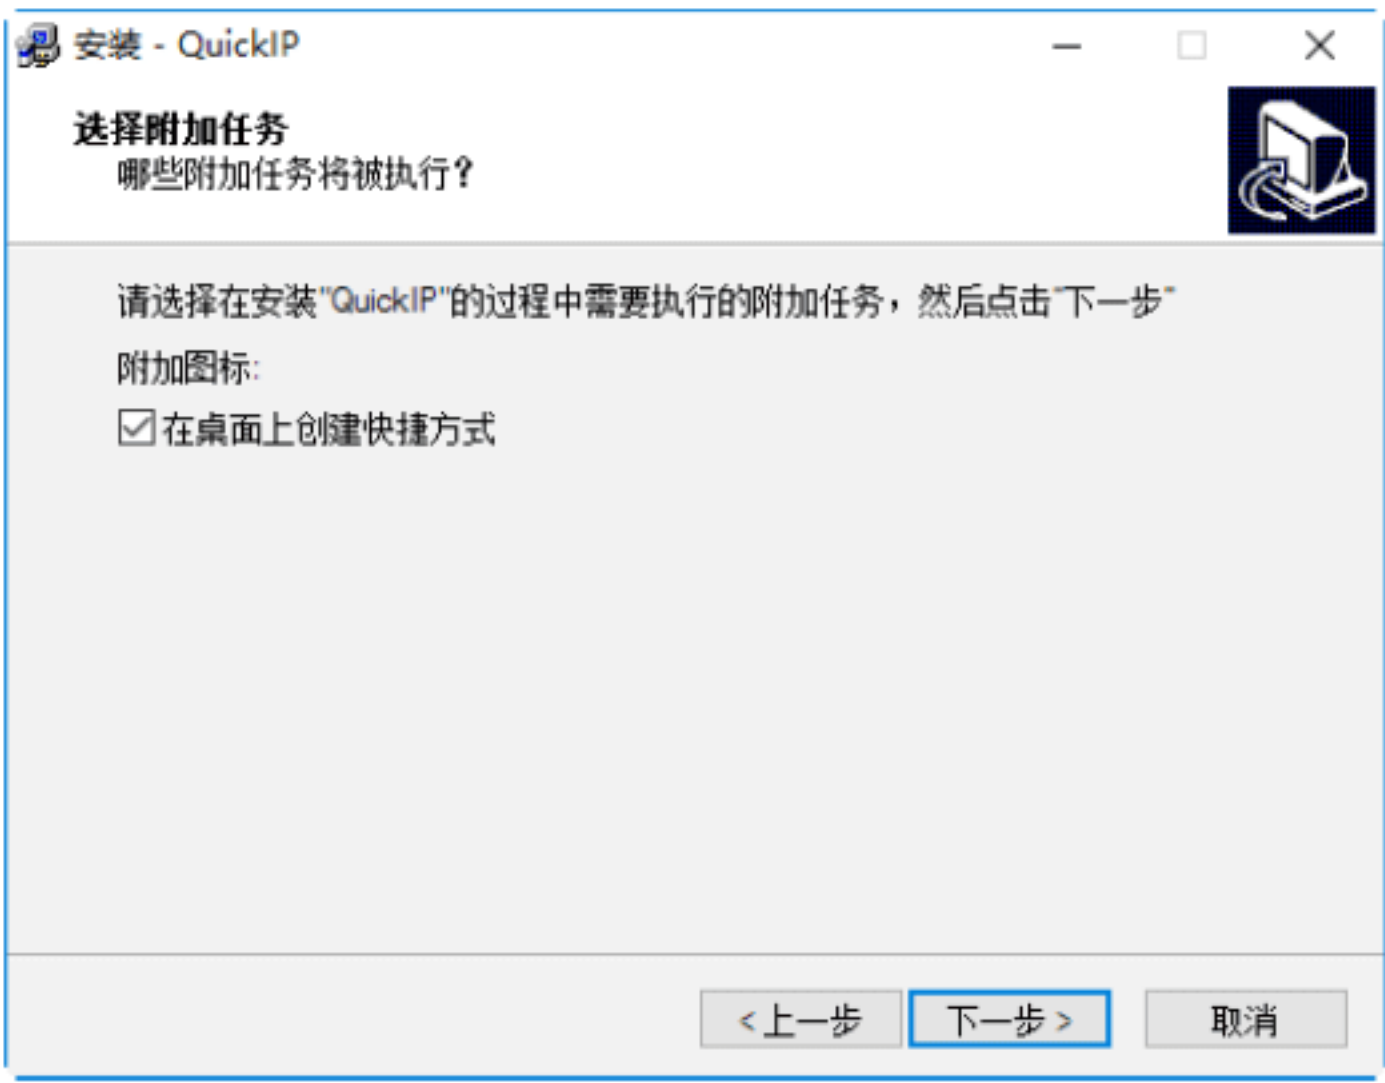 安装 - QuickIP
选择附加任务
哪些附加任务将被执行？
请选择在安装"QuickIP"的过程中需要执行的附加任务，然后点击"下一步"
附加图标:
在桌面上创建快捷方式
<上一步
下一步>
取消